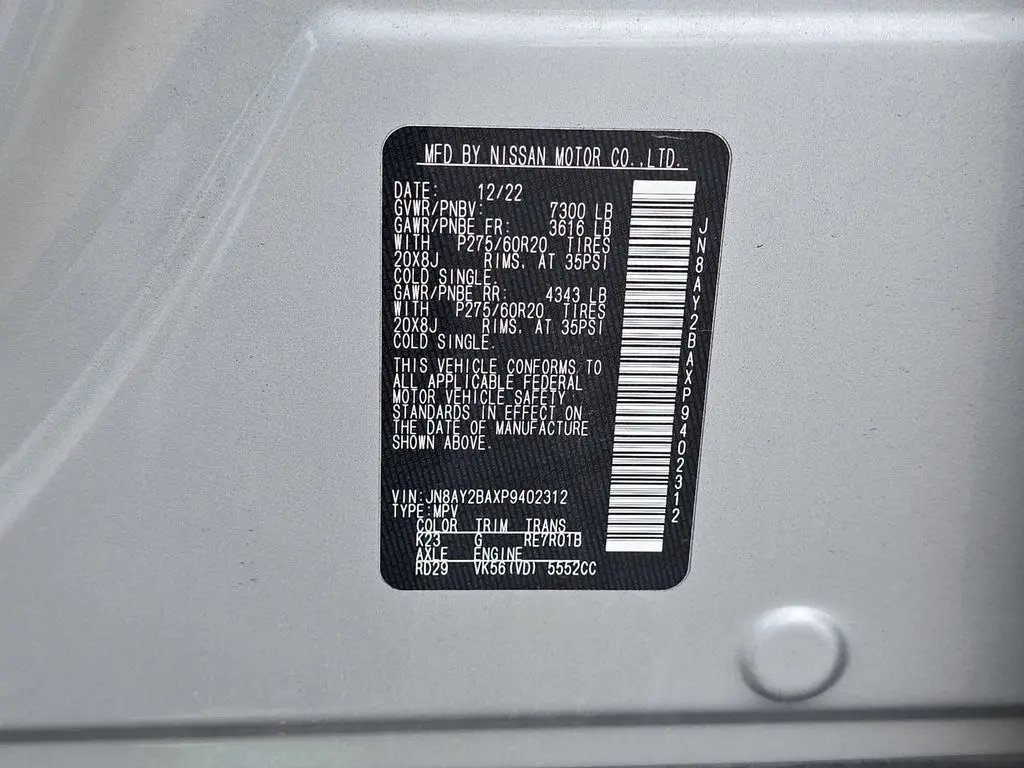 MFD BY NISSAN MOTOR CO.,LTD.
DATE: 12/22
GVWR/PNBV: 7300 LB
GAWR/PNBE FR: 3616 LB
WITH P275/60R20 TIRES
20X8J RIMS, AT 35PSI
COLD SINGLE.
GAWR/PNBE RR: 4343 LB
WITH P275/60R20 TIRES
20X8J RIMS, AT 35PSI
COLD SINGLE.
THIS VEHICLE CONFORMS TO
ALL APPLICABLE FEDERAL
MOTOR VEHICLE SAFETY
STANDARDS IN EFFECT ON
THE DATE OF MANUFACTURE
SHOWN ABOVE.
VIN:JN8AY2BAXP9402312
TYPE:MPV
COLOR TRIM TRANS
K23 G RE7R01B
AXLE ENGINE
RD29 VK56(VD) 5552CC
JN8AY2BAXP9402312